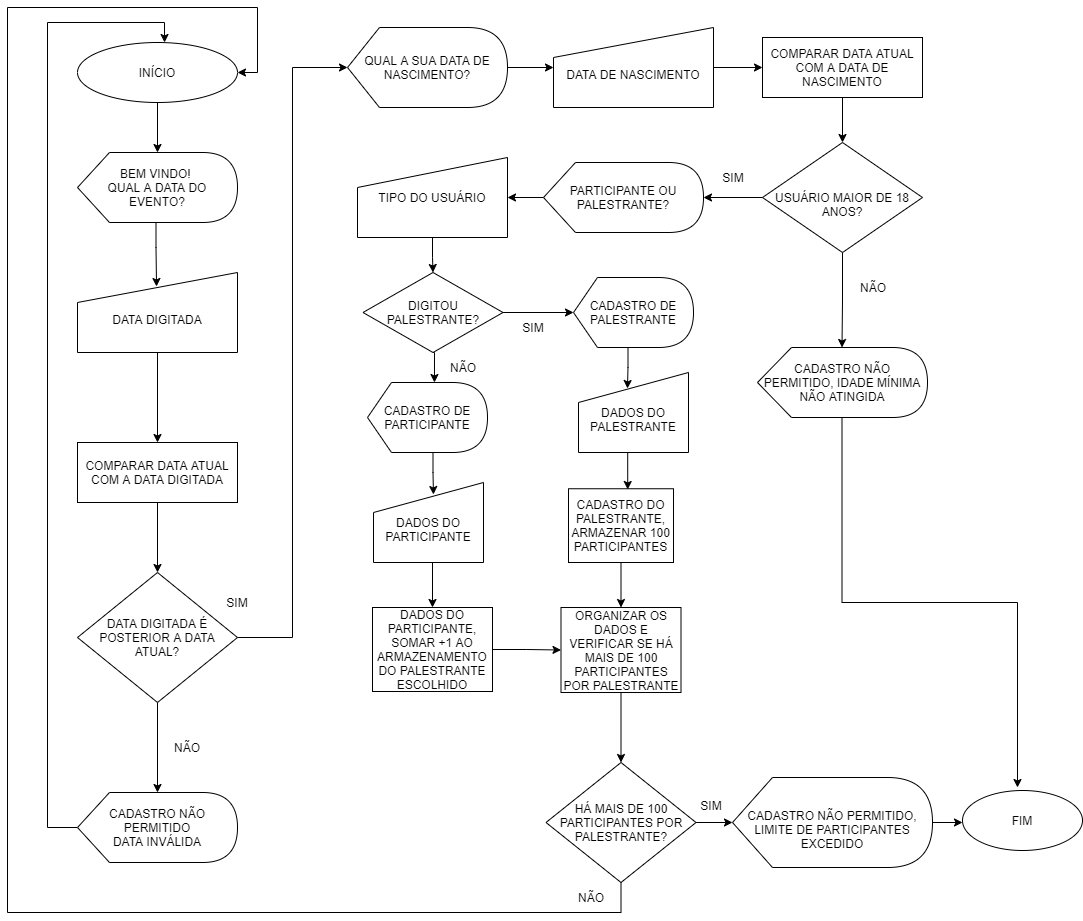 INÍCIO
BEM VINDO!
QUAL A DATA DO
EVENTO?
DATA DIGITADA
COMPARAR DATA ATUAL
COM A DATA DIGITADA
DATA DIGITADA É
POSTERIOR A DATA
ATUAL?
SIM
NÃO
CADASTRO NÃO
PERMITIDO
DATA INVÁLIDA
QUAL A SUA DATA DE
NASCIMENTO?
DATA DE NASCIMENTO
COMPARAR DATA ATUAL
COM A DATA DE
NASCIMENTO
USUÁRIO MAIOR DE 18
ANOS?
SIM
NÃO
CADASTRO NÃO
PERMITIDO, IDADE MÍNIMA
NÃO ATINGIDA
PARTICIPANTE OU
PALESTRANTE?
TIPO DO USUÁRIO
DIGITOU
PALESTRANTE?
SIM
NÃO
CADASTRO DE
PALESTRANTE
DADOS DO
PALESTRANTE
CADASTRO DO
PALESTRANTE,
ARMAZENAR 100
PARTICIPANTES
CADASTRO DE
PARTICIPANTE
DADOS DO
PARTICIPANTE
DADOS DO
PARTICIPANTE,
SOMAR +1 AO
ARMAZENAMENTO
DO PALESTRANTE
ESCOLHIDO
ORGANIZAR OS
DADOS E
VERIFICAR SE HÁ
MAIS DE 100
PARTICIPANTES
POR PALESTRANTE
HÁ MAIS DE 100
PARTICIPANTES POR
PALESTRANTE?
SIM
NÃO
CADASTRO NÃO PERMITIDO,
LIMITE DE PARTICIPANTES
EXCEDIDO
FIM